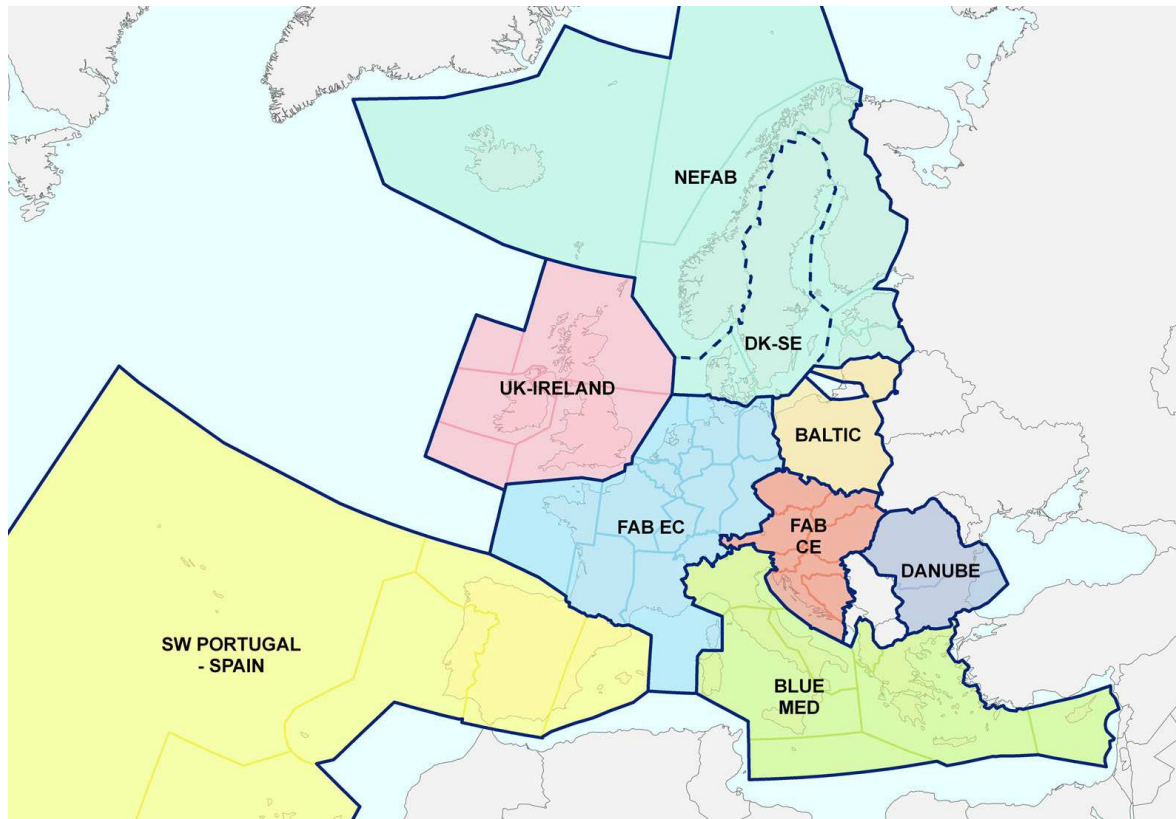 NEFAB
DK-SE
UK-IRELAND
BALTIC
FAB EC
FAB
CE
DANUBE
SW PORTUGAL
- SPAIN
BLUE
MED